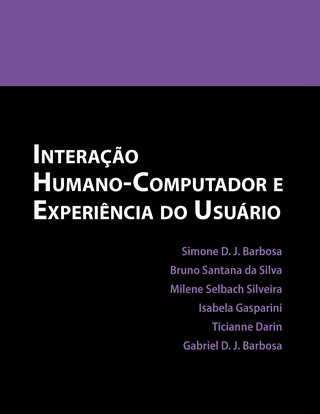 Interação
Humano-Computador e
Experiência do Usuário
Simone D. J. Barbosa
Bruno Santana da Silva
Milene Selbach Silveira
Isabela Gasparini
Ticianne Darin
Gabriel D. J. Barbosa